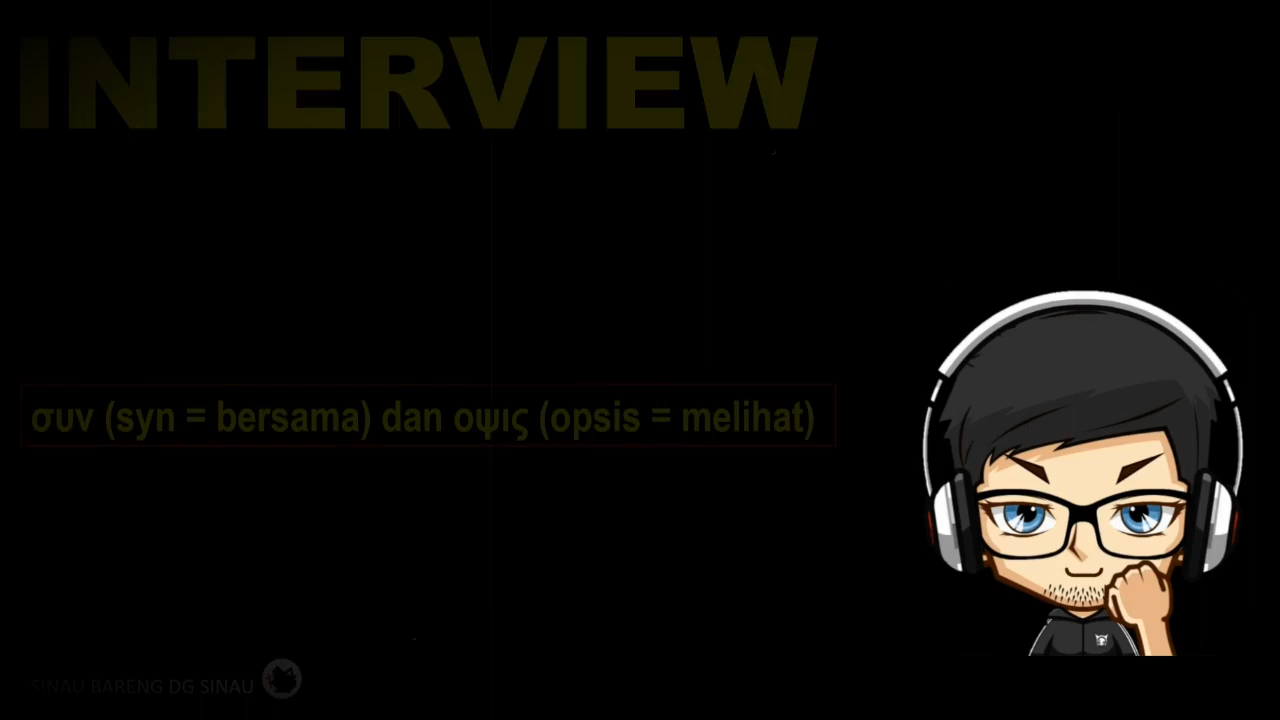 INTERVIEW
συν (syn = bersama) dan οψις (opsis = melihat)
SINAU BARENG DG SINAU